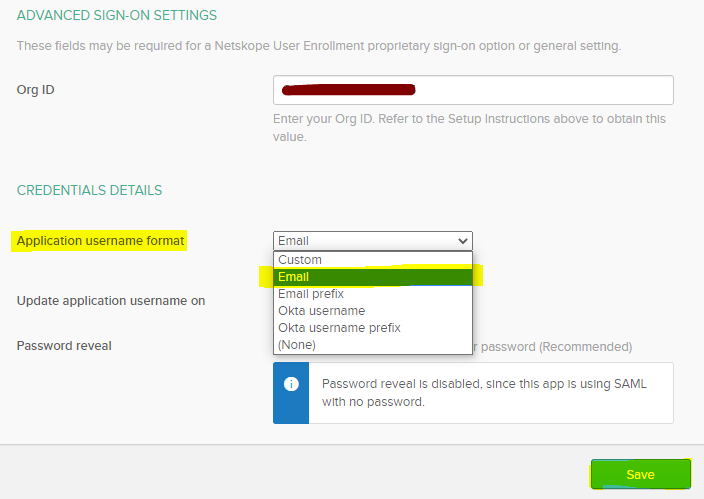 ADVANCED SIGN-ON SETTINGS
These fields may be required for a Netskope User Enrollment proprietary sign-on option or general setting.
Org ID
Enter your Org ID. Refer to the Setup Instructions above to obtain this
value.
CREDENTIALS DETAILS
Application username format
Email
Custom
Email
Email prefix
Update application username on
Okta username
Okta username prefix
Password reveal
(None)
password (Recommended)
Password reveal is disabled, since this app is using SAML
with no password.
Save